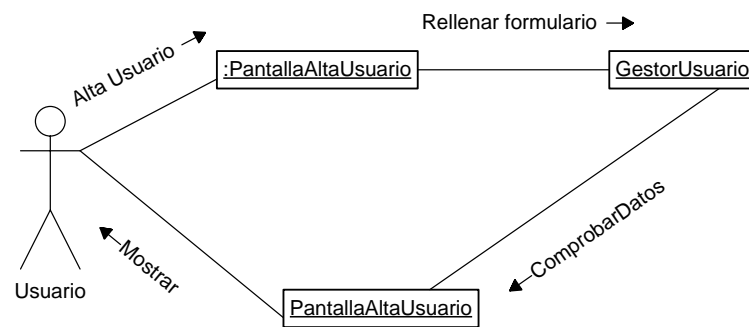 Rellenar formulario
Alta Usuario
:PantallaAltaUsuario
GestorUsuario
ComprobarDatos
Mostrar
Usuario
PantallaAltaUsuario